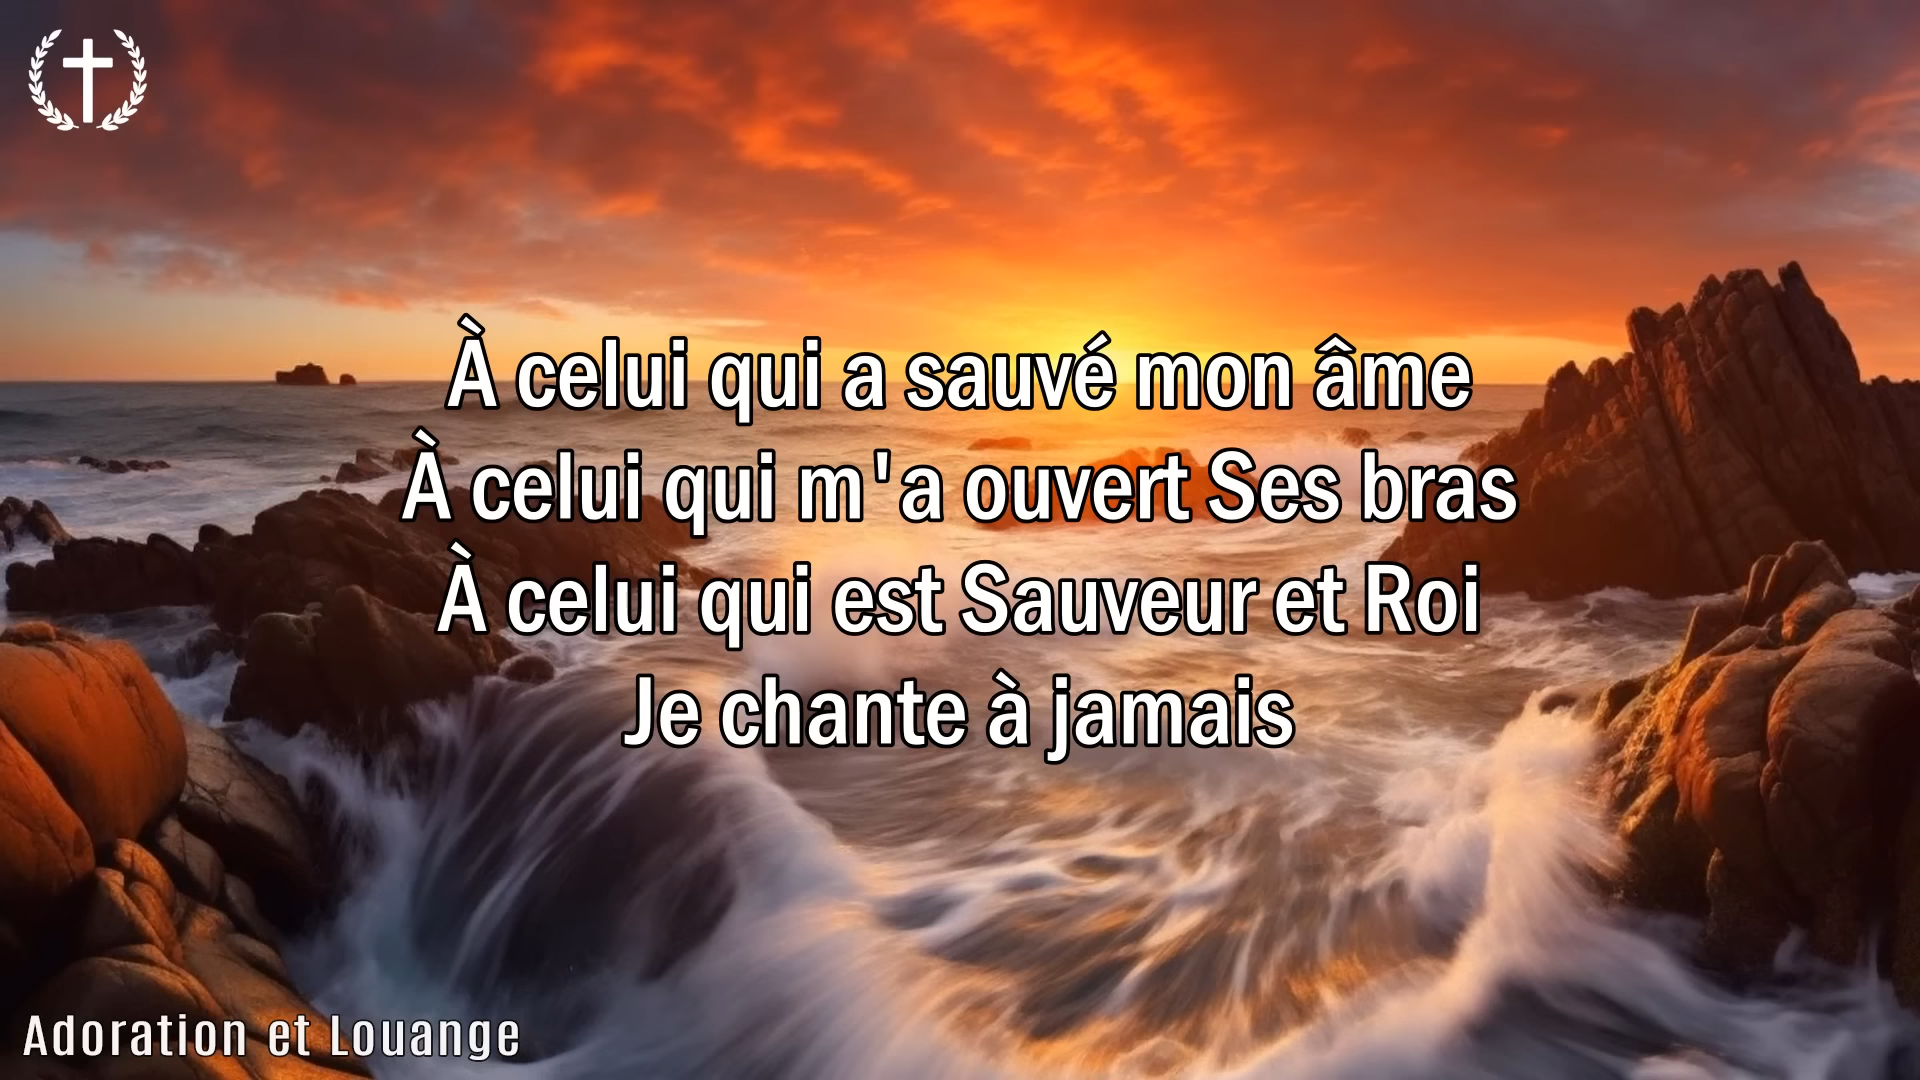 À celui qui a sauvé mon âme
À celui qui m'a ouvert Ses bras
À celui qui est Sauveur et Roi
Je chante à jamais
Adoration et Louange